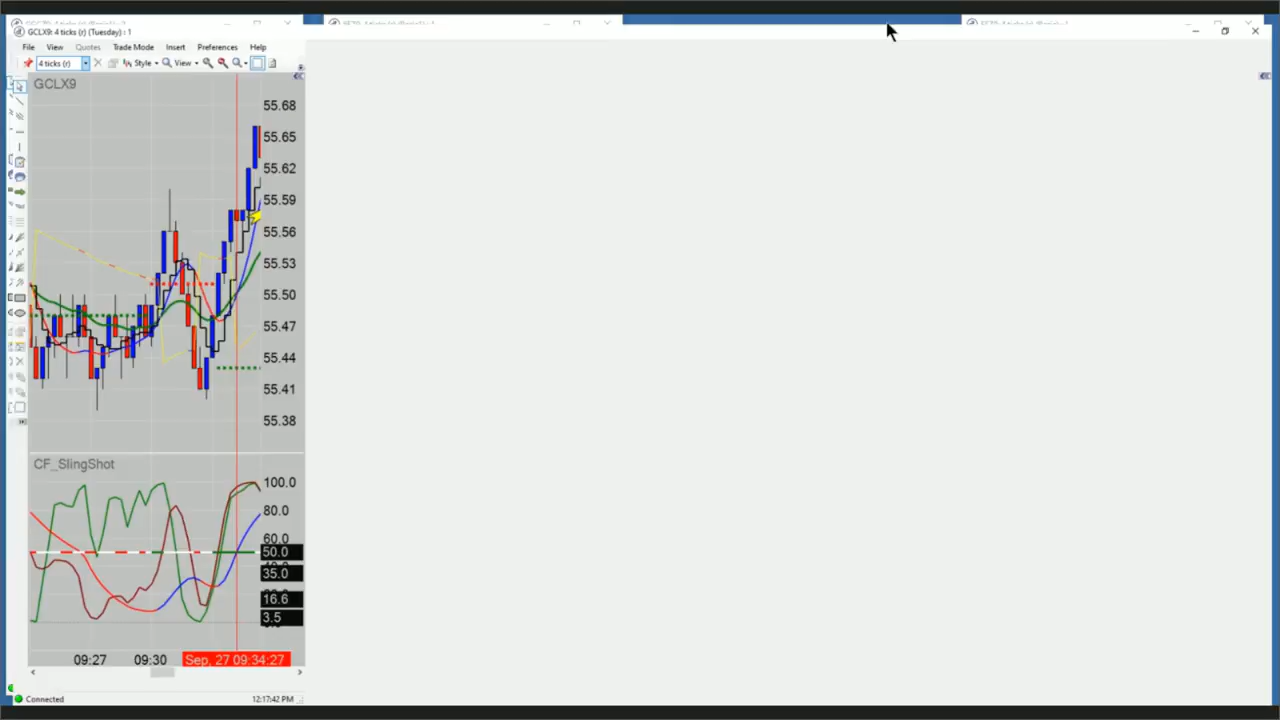 GCLX9: 4 ticks (r) (Tuesday) : 1
File View Quotes Trade Mode Insert Preferences Help
4 ticks (r) Style View
GCLX9
55.68
55.65
55.62
55.59
55.56
55.53
55.50
55.47
55.44
55.41
55.38
CF_SlingShot
100.0
80.0
60.0
50.0
35.0
16.6
3.5
09:27 09:30 Sep, 27 09:34:27
Connected 12:17:42 PM